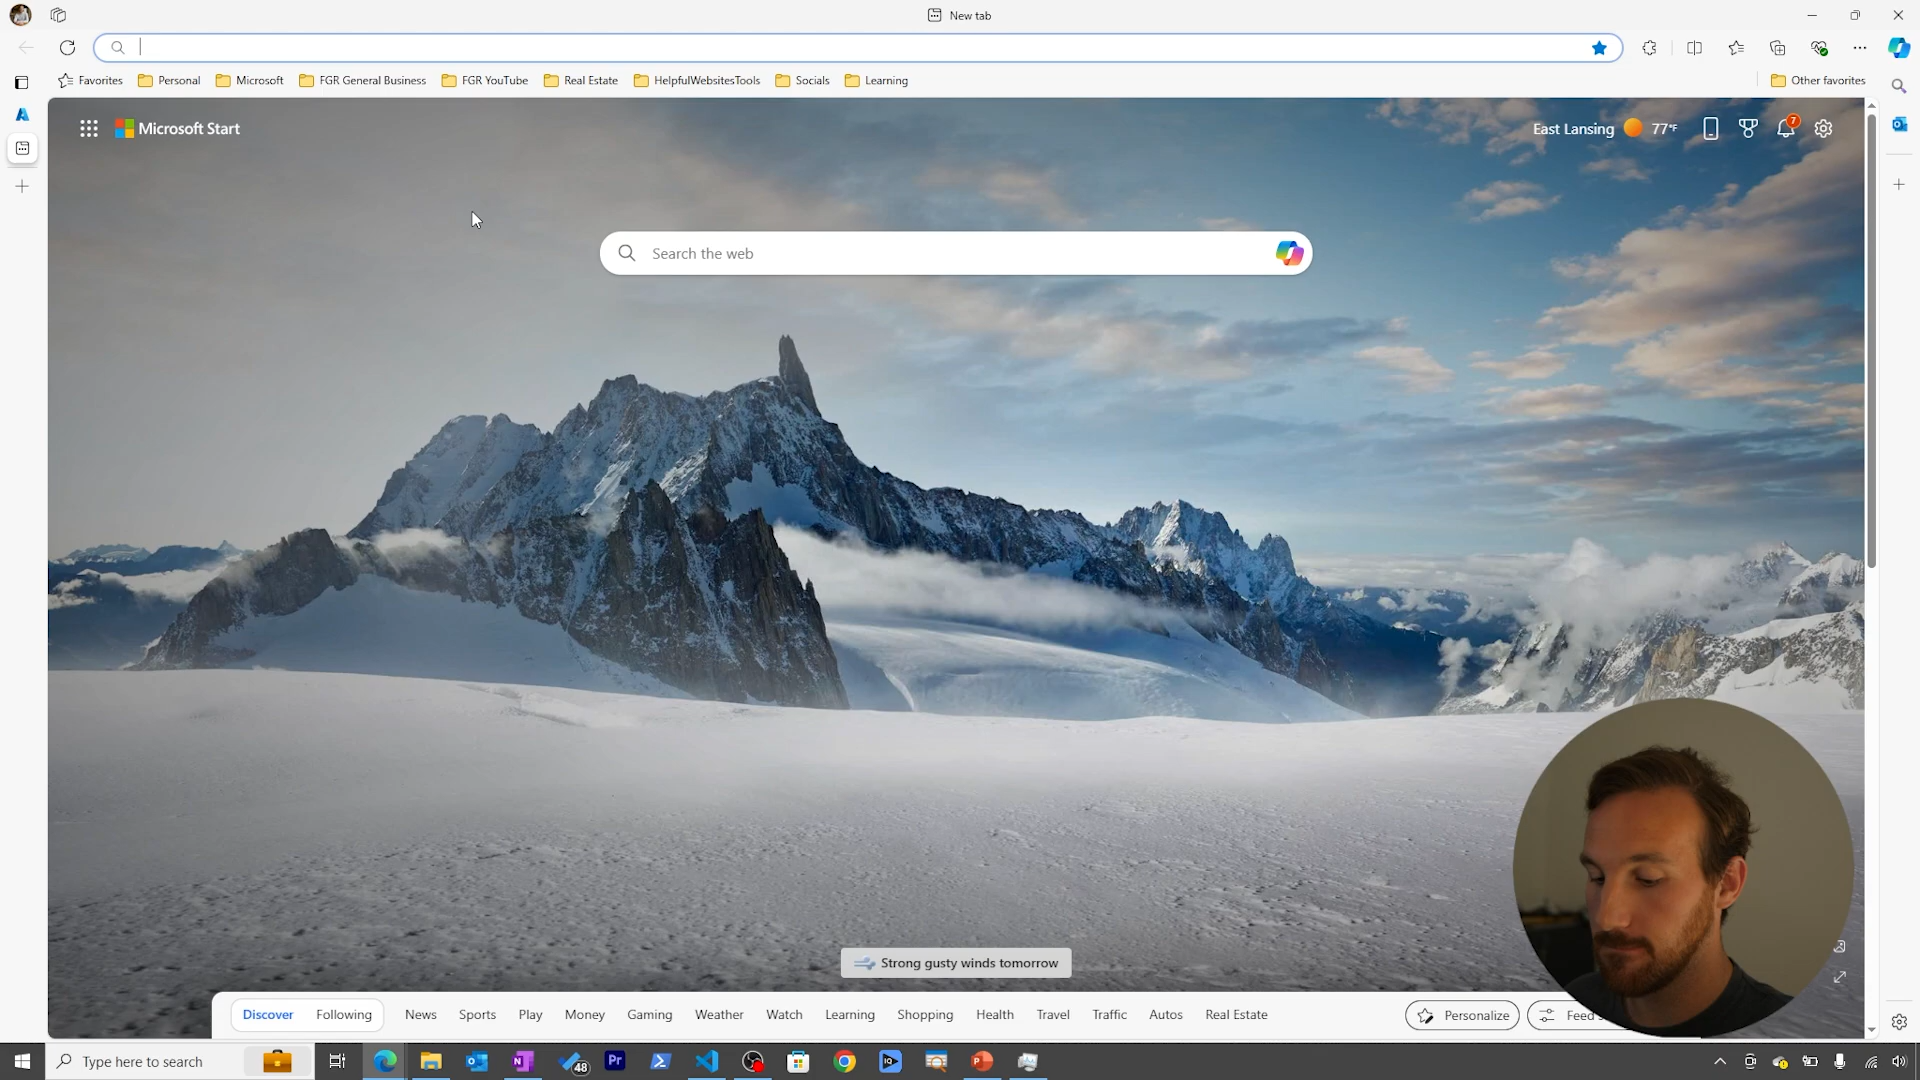 New tab
Favorites Personal Microsoft FGR General Business FGR YouTube Real Estate HelpfulWebsitesTools Socials Learning Other favorites
Microsoft Start
East Lansing 77°F
7
Search the web
Strong gusty winds tomorrow
Discover Following News Sports Play Money Gaming Weather Watch Learning Shopping Health Travel Traffic Autos Real Estate Personalize Feed
Type here to search
48